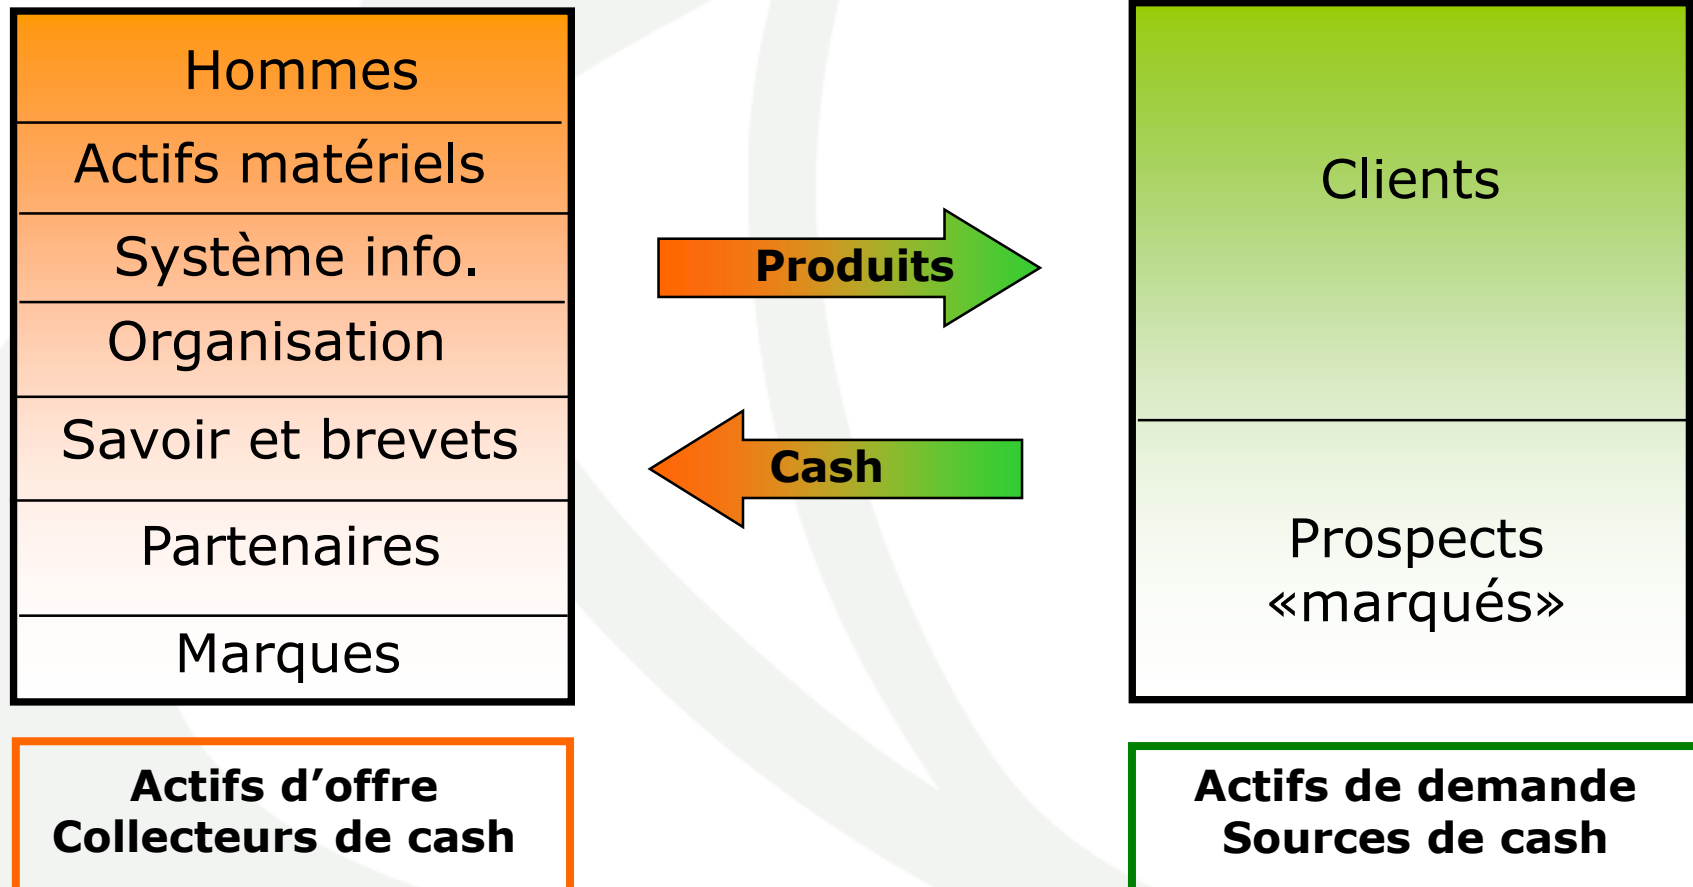 Hommes
Actifs matériels
Système info.
Organisation
Savoir et brevets
Partenaires
Marques
Actifs d’offre
Collecteurs de cash
Produits
Cash
Clients
Prospects
«marqués»
Actifs de demande
Sources de cash